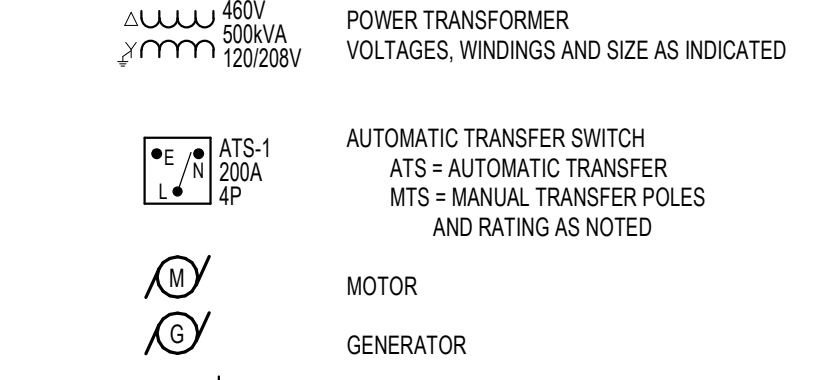 460V
500kVA
120/208V
POWER TRANSFORMER
VOLTAGES, WINDINGS AND SIZE AS INDICATED
E
N
L
ATS-1
200A
4P
AUTOMATIC TRANSFER SWITCH
ATS = AUTOMATIC TRANSFER
MTS = MANUAL TRANSFER POLES
AND RATING AS NOTED
M
MOTOR
G
GENERATOR